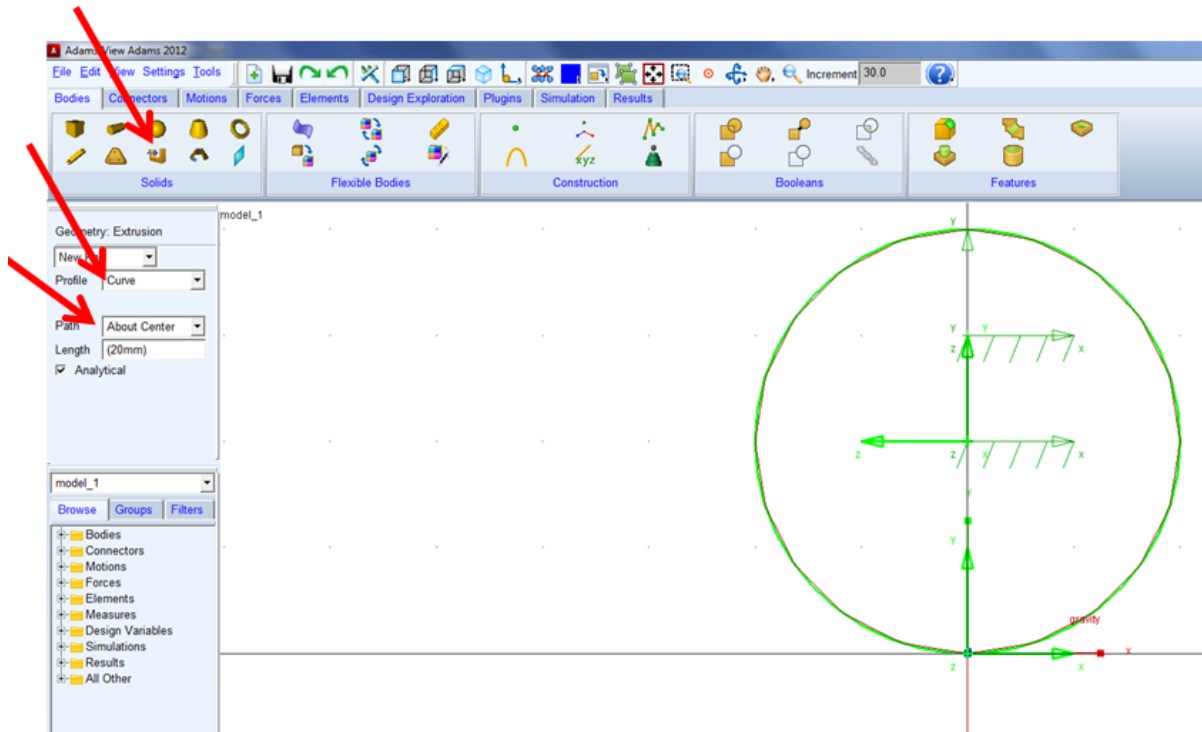 Adams View Adams 2012
File Edit View Settings Tools Increment 30.0
Bodies Connectors Motions Forces Elements Design Exploration Plugins Simulation Results
xyz
Solids Flexible Bodies Construction Booleans Features
model_1
Geometry: Extrusion
New
Profile Curve
Path About Center
Length (20mm)
Analytical
model_1
Browse Groups Filters
Bodies
Connectors
Motions
Forces
Elements
Measures
Design Variables
Simulations
Results
All Other
y
y y
z x
z z x x
y
y
gravity
x
z x